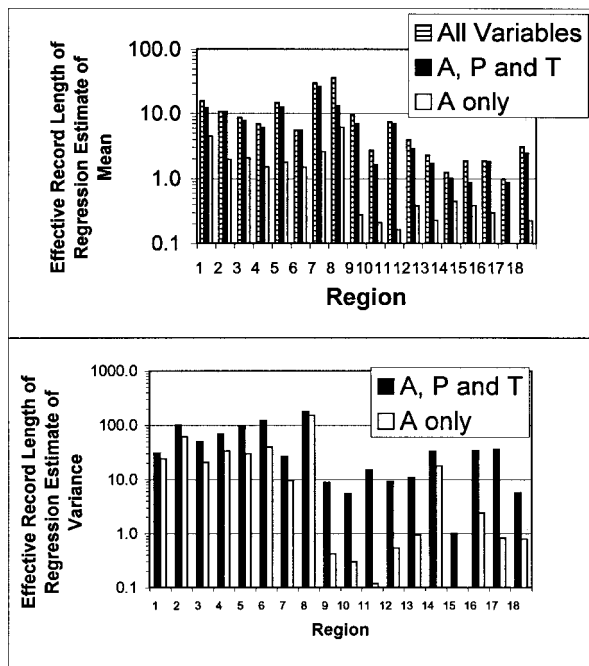 Effective Record Length of
Regression Estimate of
Mean
100.0
10.0
1.0
0.1
All Variables
A, P and T
A only
1 2 3 4 5 6 7 8 9 10 11 12 13 14 15 16 17 18
Region
Effective Record Length of
Regression Estimate of
Variance
1000.0
100.0
10.0
1.0
0.1
A, P and T
A only
1 2 3 4 5 6 7 8 9 10 11 12 13 14 15 16 17 18
Region